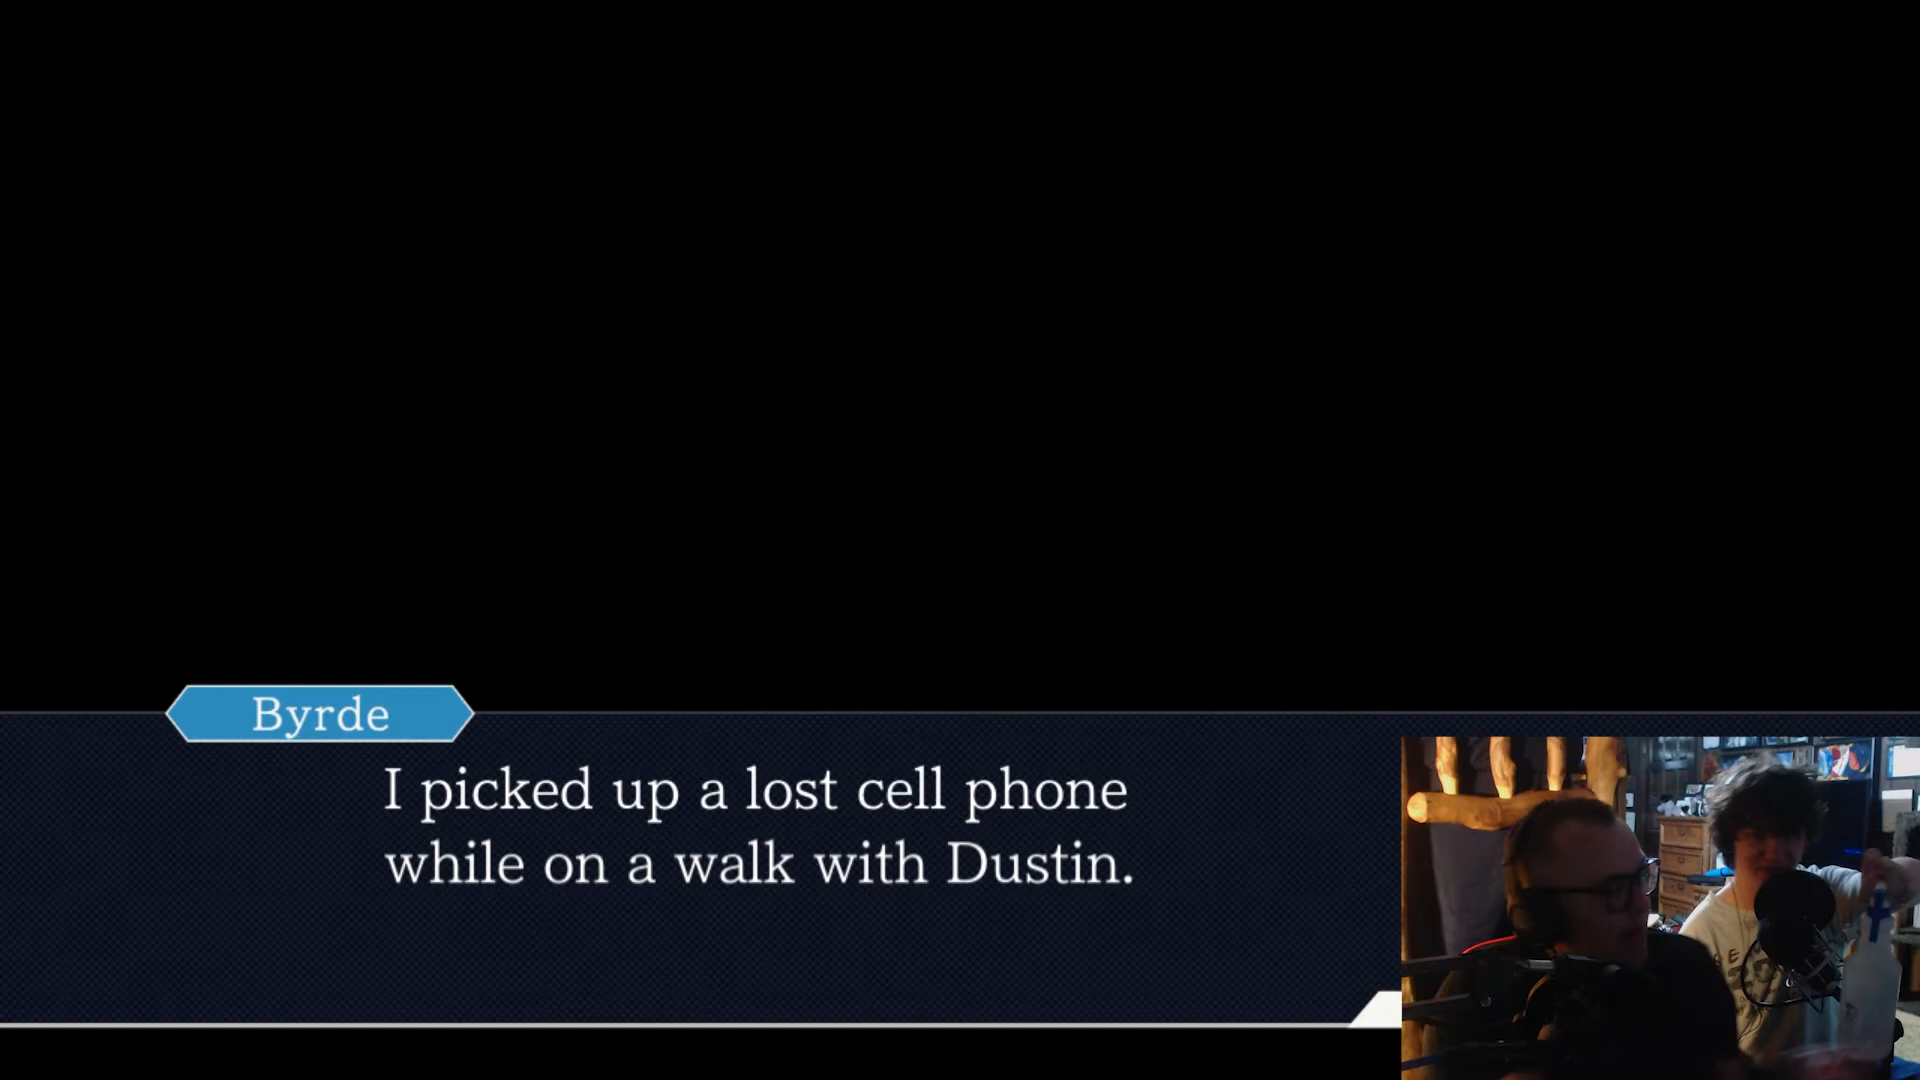 Byrde
I picked up a lost cell phone
while on a walk with Dustin.